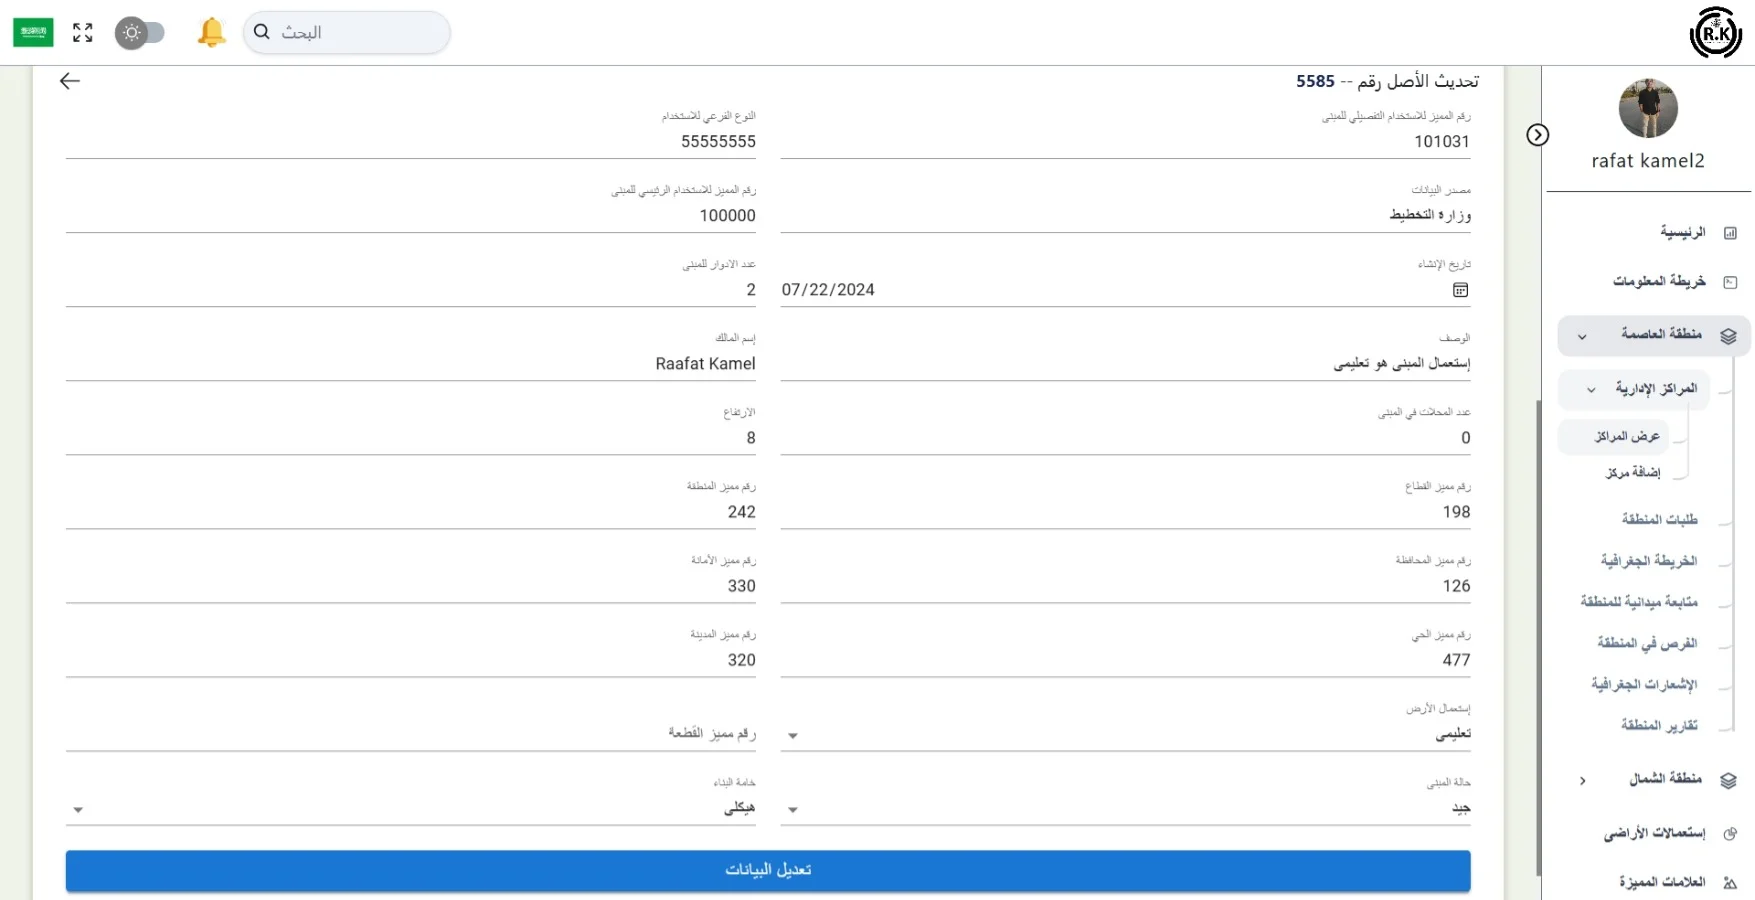 البحث
R.K
تحديث الأصل رقم -- 5585
رقم المميز للاستخدام التفصيلي للمبنى
101031
النوع الفرعي للاستخدام
55555555
مصدر البيانات
وزارة التخطيط
رقم المميز للاستخدام الرئيسي للمبنى
100000
تاريخ الإنشاء
07/22/2024
عدد الادوار للمبنى
2
الوصف
إستعمال المبنى هو تعليمى
إسم المالك
Raafat Kamel
عدد المحلات في المبنى
0
الارتفاع
8
رقم مميز القطاع
198
رقم مميز المنطقة
242
رقم مميز المحافظة
126
رقم مميز الأمانة
330
رقم مميز الحي
477
رقم مميز المدينة
320
إستعمال الأرض
تعليمى
رقم مميز القطعة
حالة المبنى
جيد
خامة البناء
هيكلى
تعديل البيانات
rafat kamel2
الرئيسية
خريطة المعلومات
منطقة العاصمة
المراكز الإدارية
عرض المراكز
إضافة مركز
طلبات المنطقة
الخريطة الجغرافية
متابعة ميدانية للمنطقة
الفرص في المنطقة
الإشعارات الجغرافية
تقارير المنطقة
منطقة الشمال
إستعمالات الأراضى
العلامات المميزة